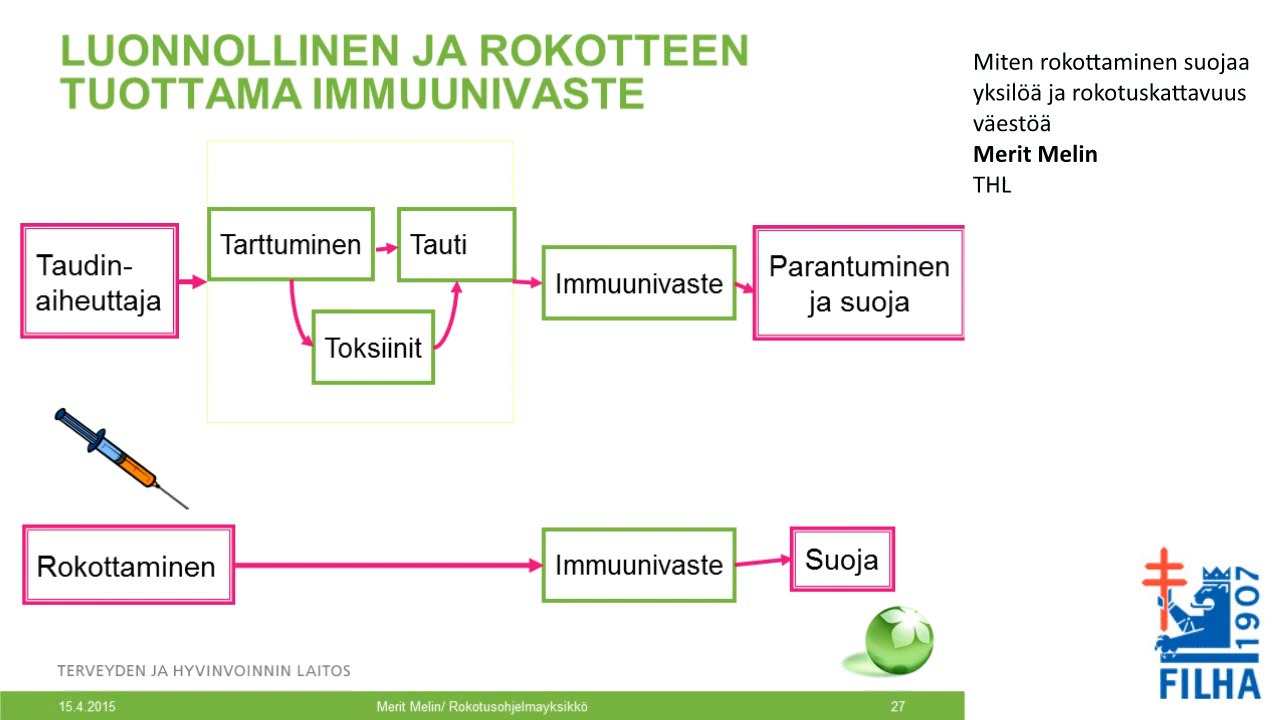 LUONNOLLINEN JA ROKOTTEEN
TUOTTAMA IMMUUNIVASTE
Miten rokottaminen suojaa
yksilöä ja rokotuskattavuus
väestöä
Merit Melin
THL
Taudin-
aiheuttaja
Tarttuminen
Tauti
Toksiinit
Immuunivaste
Parantuminen
ja suoja
Rokottaminen
Immuunivaste
Suoja
TERVEYDEN JA HYVINVOINNIN LAITOS
15.4.2015
Merit Melin/ Rokotusohjelmayksikkö
27
1907
FILHA